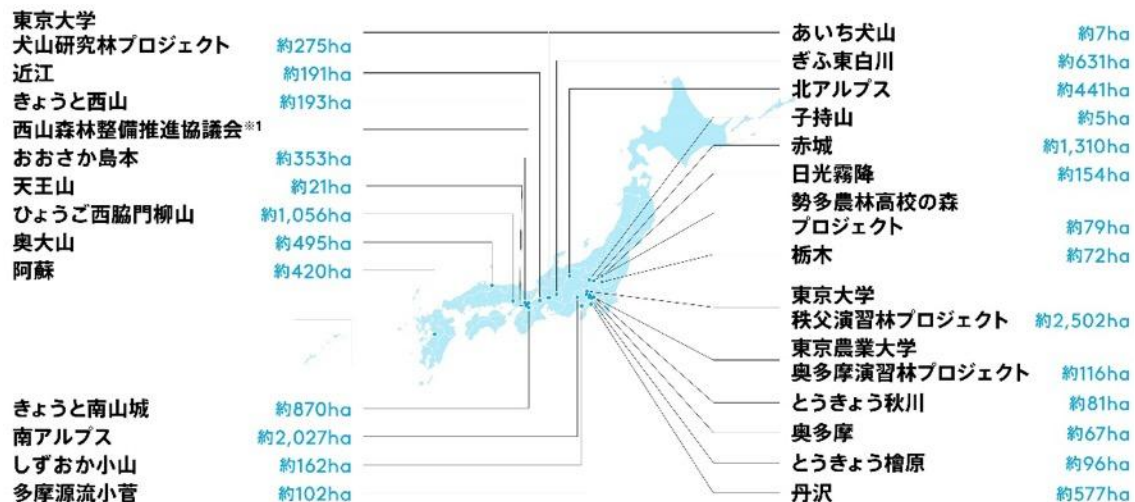 東京大学
犬山研究林プロジェクト 約275ha
近江 約191ha
きょうと西山 約193ha
西山森林整備推進協議会※1
おおさか島本 約353ha
天王山 約21ha
ひょうご西脇門柳山 約1,056ha
奥大山 約495ha
阿蘇 約420ha
きょうと南山城 約870ha
南アルプス 約2,027ha
しずおか小山 約162ha
多摩源流小菅 約102ha
あいち犬山 約7ha
ぎふ東白川 約631ha
北アルプス 約441ha
子持山 約5ha
赤城 約1,310ha
日光霧降 約154ha
勢多農林高校の森
プロジェクト 約79ha
栃木 約72ha
東京大学
秩父演習林プロジェクト 約2,502ha
東京農業大学
奥多摩演習林プロジェクト 約116ha
とうきょう秋川 約81ha
奥多摩 約67ha
とうきょう檜原 約96ha
丹沢 約577ha